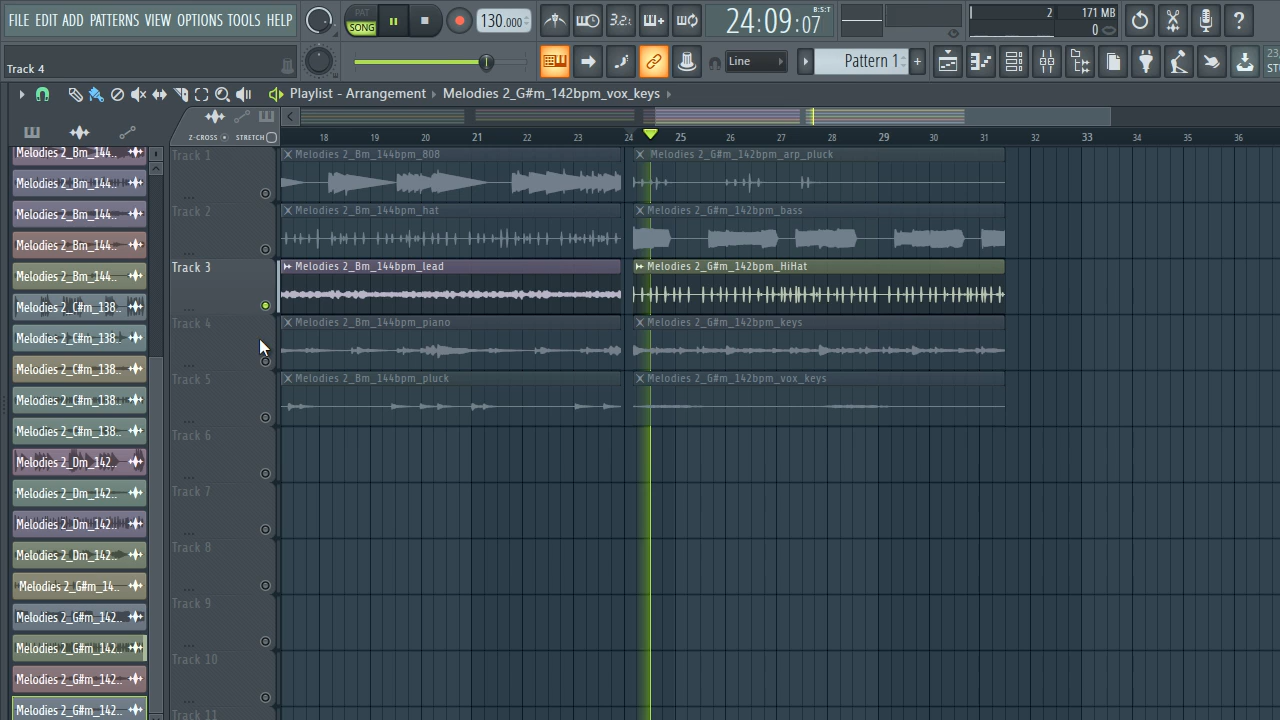 FILE EDIT ADD PATTERNS VIEW OPTIONS TOOLS HELP
PAT
SONG
130.000
3.2..
24:09:07
B:S:T
2
171 MB
0
Track 4
Line
Pattern 1
+
23
Playlist - Arrangement › Melodies 2_G#m_142bpm_vox_keys ›
Z-CROSS STRETCH
18 19 20 21 22 23 24 25 26 27 28 29 30 31 32 33 34 35 36
Melodies 2_Bm_144..
Melodies 2_Bm_144..
Melodies 2_Bm_144..
Melodies 2_Bm_144..
Melodies 2_Bm_144..
Melodies 2_C#m_138..
Melodies 2_C#m_138..
Melodies 2_C#m_138..
Melodies 2_C#m_138..
Melodies 2_C#m_138..
Melodies 2_Dm_142..
Melodies 2_Dm_142..
Melodies 2_Dm_142..
Melodies 2_Dm_142..
Melodies 2_G#m_14..
Melodies 2_G#m_142..
Melodies 2_G#m_142..
Melodies 2_G#m_142..
Melodies 2_G#m_142..
Track 1
Melodies 2_Bm_144bpm_808
Melodies 2_G#m_142bpm_arp_pluck
Track 2
Melodies 2_Bm_144bpm_hat
Melodies 2_G#m_142bpm_bass
Track 3
Melodies 2_Bm_144bpm_lead
Melodies 2_G#m_142bpm_HiHat
Track 4
Melodies 2_Bm_144bpm_piano
Melodies 2_G#m_142bpm_keys
Track 5
Melodies 2_Bm_144bpm_pluck
Melodies 2_G#m_142bpm_vox_keys
Track 6
Track 7
Track 8
Track 9
Track 10
Track 11